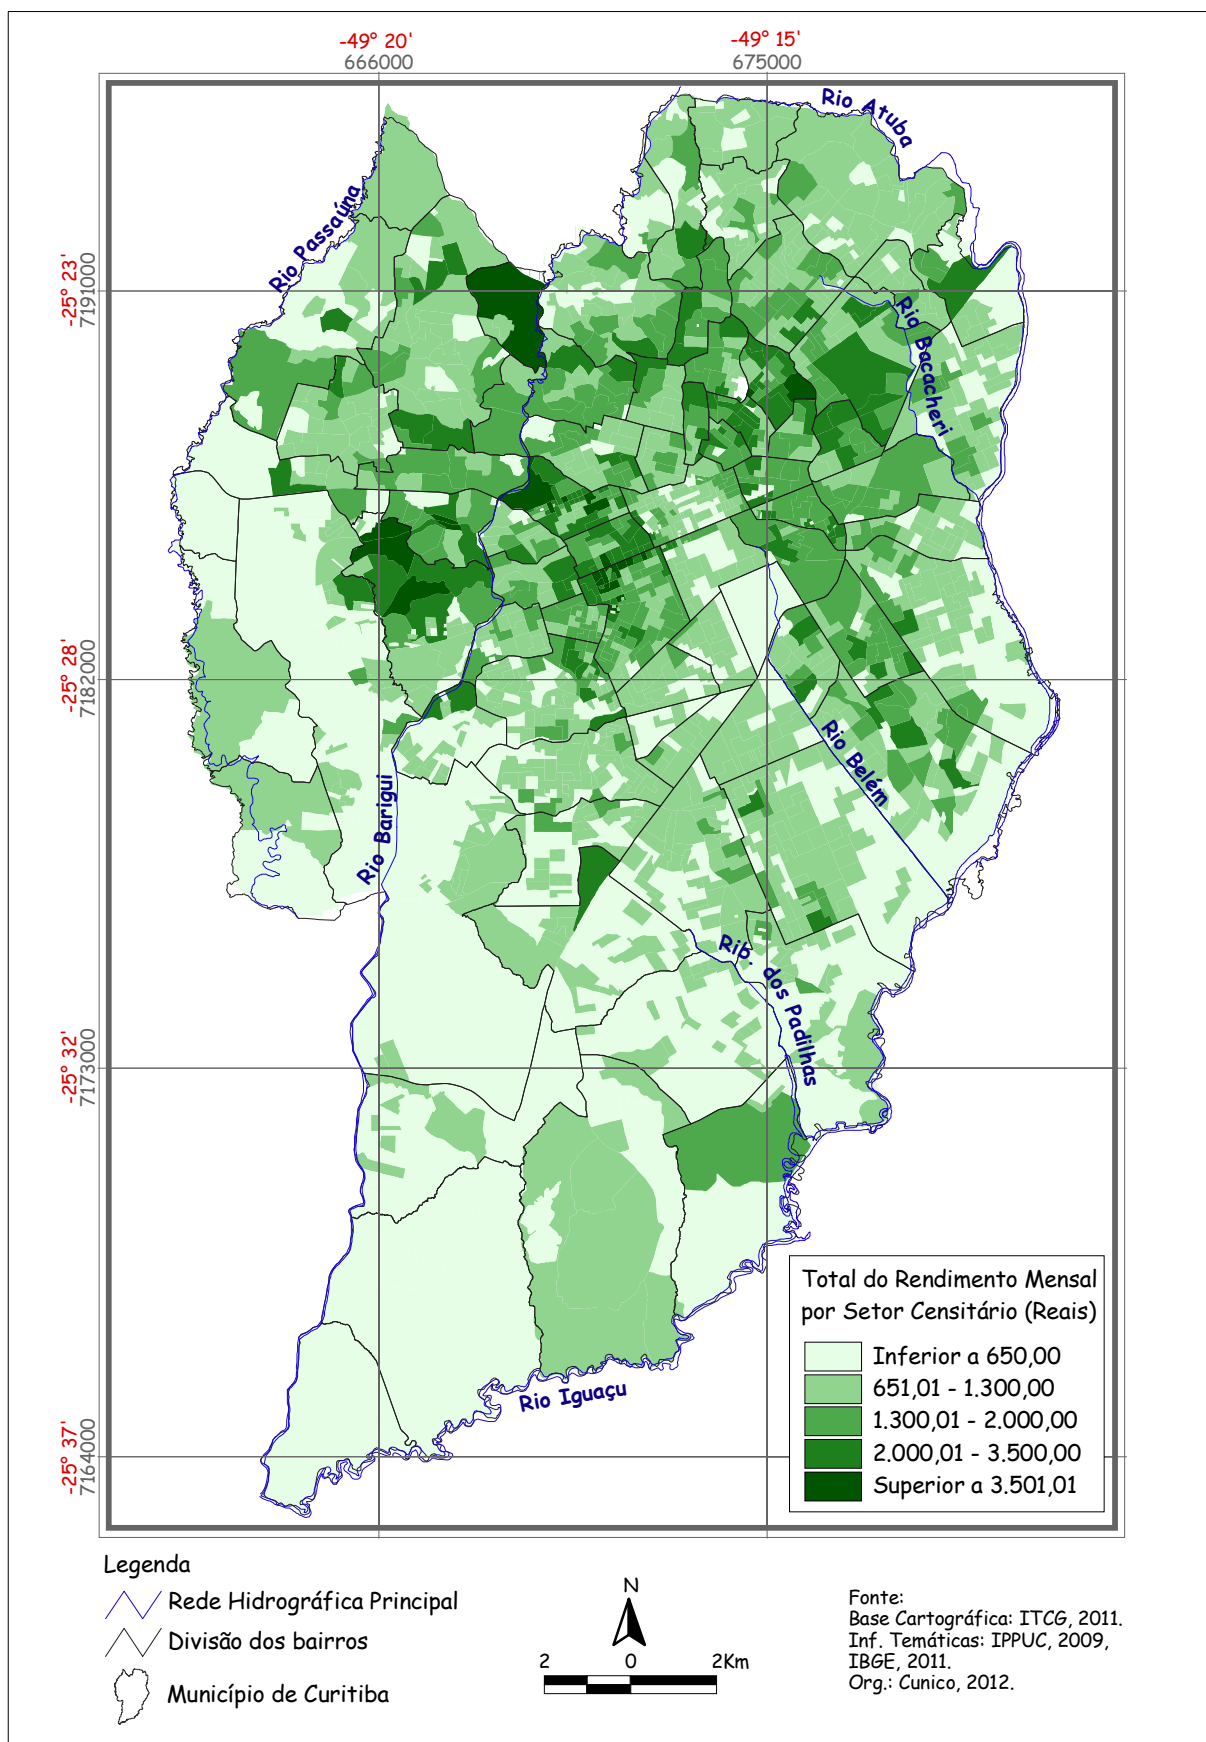 -49° 20'
-49° 15'
666000
675000
Rio Atuba
Rio Passaúna
-25° 23'
7191000
Rio Bacacheri
-25° 28'
7182000
Rio Belém
Rio Barigui
Rib. dos Padilhas
-25° 32'
7173000
Rio Iguaçu
-25° 37'
7164000
Total do Rendimento Mensal
por Setor Censitário (Reais)
Inferior a 650,00
651,01 - 1.300,00
1.300,01 - 2.000,00
2.000,01 - 3.500,00
Superior a 3.501,01
Legenda
Rede Hidrográfica Principal
Divisão dos bairros
Município de Curitiba
N
2 0 2Km
Fonte:
Base Cartográfica: ITCG, 2011.
Inf. Temáticas: IPPUC, 2009,
IBGE, 2011.
Org.: Cunico, 2012.